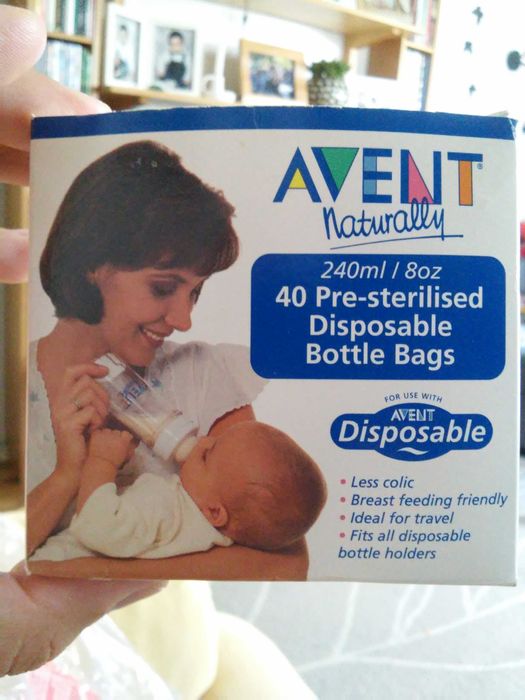 AVENT®
Naturally
240ml / 8oz
40 Pre-sterilised
Disposable
Bottle Bags
FOR USE WITH
AVENT
Disposable
• Less colic
• Breast feeding friendly
• Ideal for travel
• Fits all disposable
bottle holders